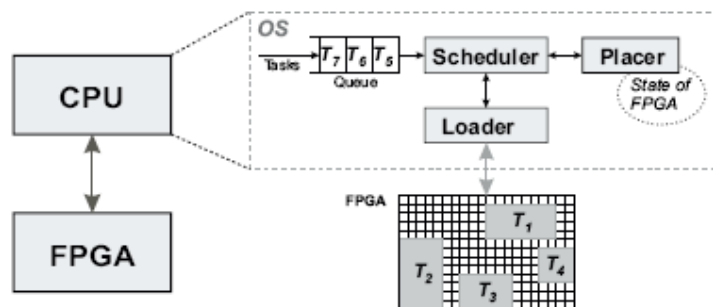 OS
Tasks
T7 T6 T5
Queue
Scheduler
Placer
State of
FPGA
CPU
Loader
FPGA
FPGA
T1
T2
T3
T4